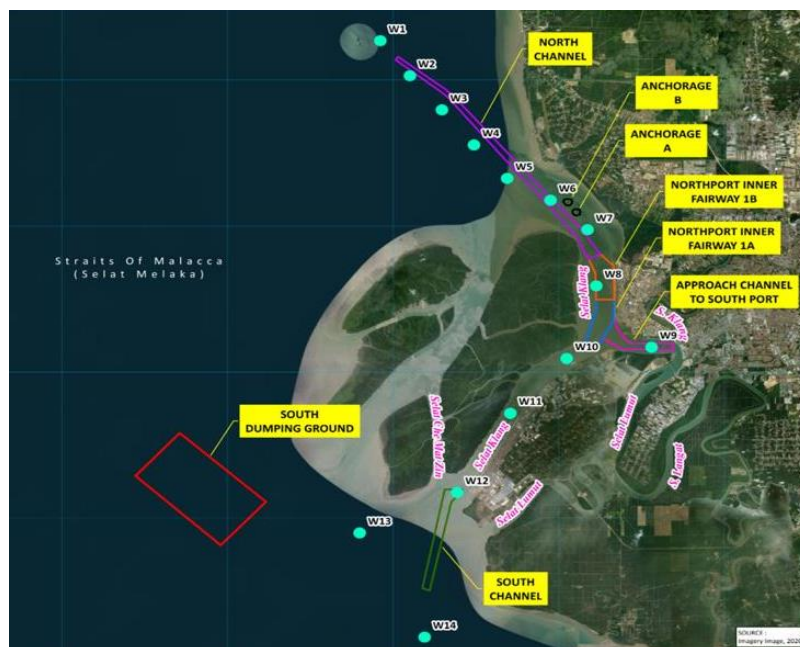 W1
NORTH
CHANNEL
W2
ANCHORAGE
B
W3
ANCHORAGE
A
W4
W5
NORTHPORT INNER
FAIRWAY 1B
W6
W7
NORTHPORT INNER
FAIRWAY 1A
Straits Of Malacca
(Selat Melaka)
Selat Klang
W8
APPROACH CHANNEL
TO SOUTH PORT
S. Klang
W9
W10
SOUTH
DUMPING GROUND
Selat Che Mat Zin
W11
Selat Klang
Selat Lumut
S. Langat
W12
Selat Lumut
W13
SOUTH
CHANNEL
W14
SOURCE :
Imagery Image, 2020